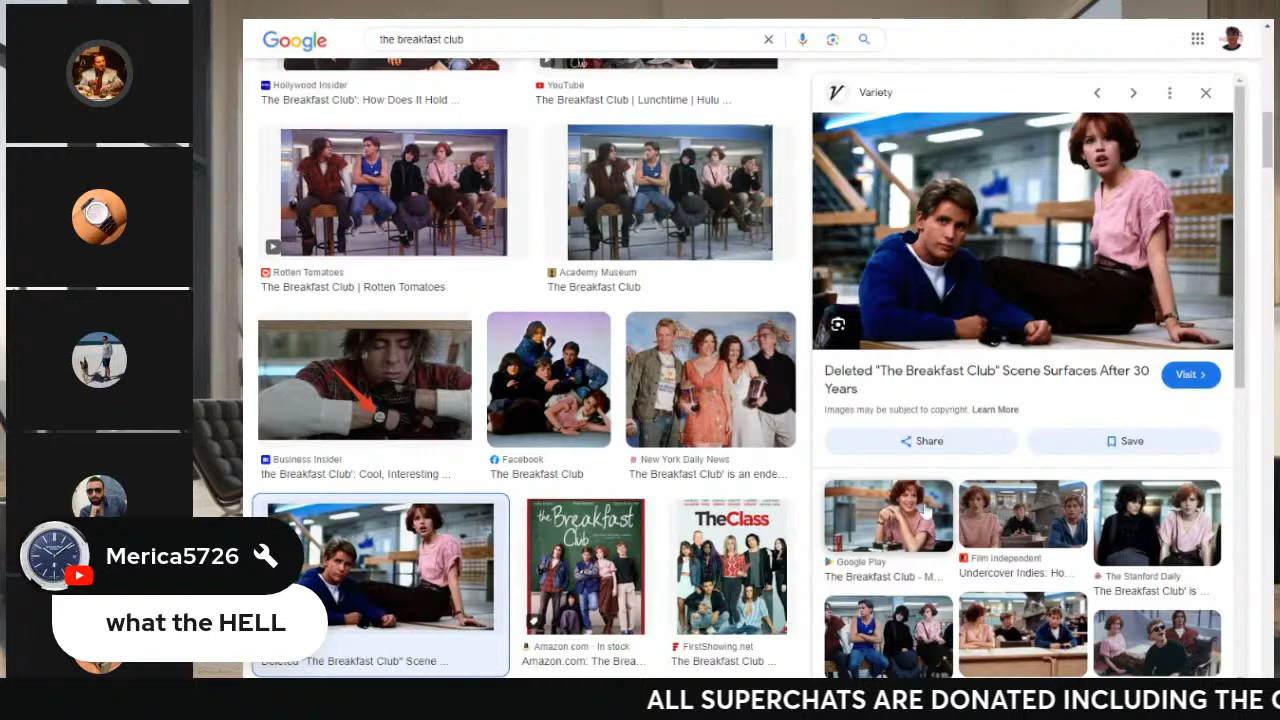 Google
the breakfast club
Hollywood Insider
The Breakfast Club': How Does It Hold ...
YouTube
The Breakfast Club | Lunchtime | Hulu ...
Rotten Tomatoes
The Breakfast Club | Rotten Tomatoes
Academy Museum
The Breakfast Club
Business Insider
the Breakfast Club': Cool, Interesting ...
Facebook
The Breakfast Club
New York Daily News
The Breakfast Club' is an ende...
Deleted "The Breakfast Club" Scene ...
the Breakfast Club
Amazon.com · In stock
Amazon.com: The Brea...
TheClass
FirstShowing.net
The Breakfast Club ...
V
Variety
Deleted "The Breakfast Club" Scene Surfaces After 30
Years
Visit >
Images may be subject to copyright. Learn More
Share
Save
Google Play
The Breakfast Club - M...
Film Independent
Undercover Indies: Ho...
The Stanford Daily
The Breakfast Club' is ...
Merica5726
what the HELL
ALL SUPERCHATS ARE DONATED INCLUDING THE